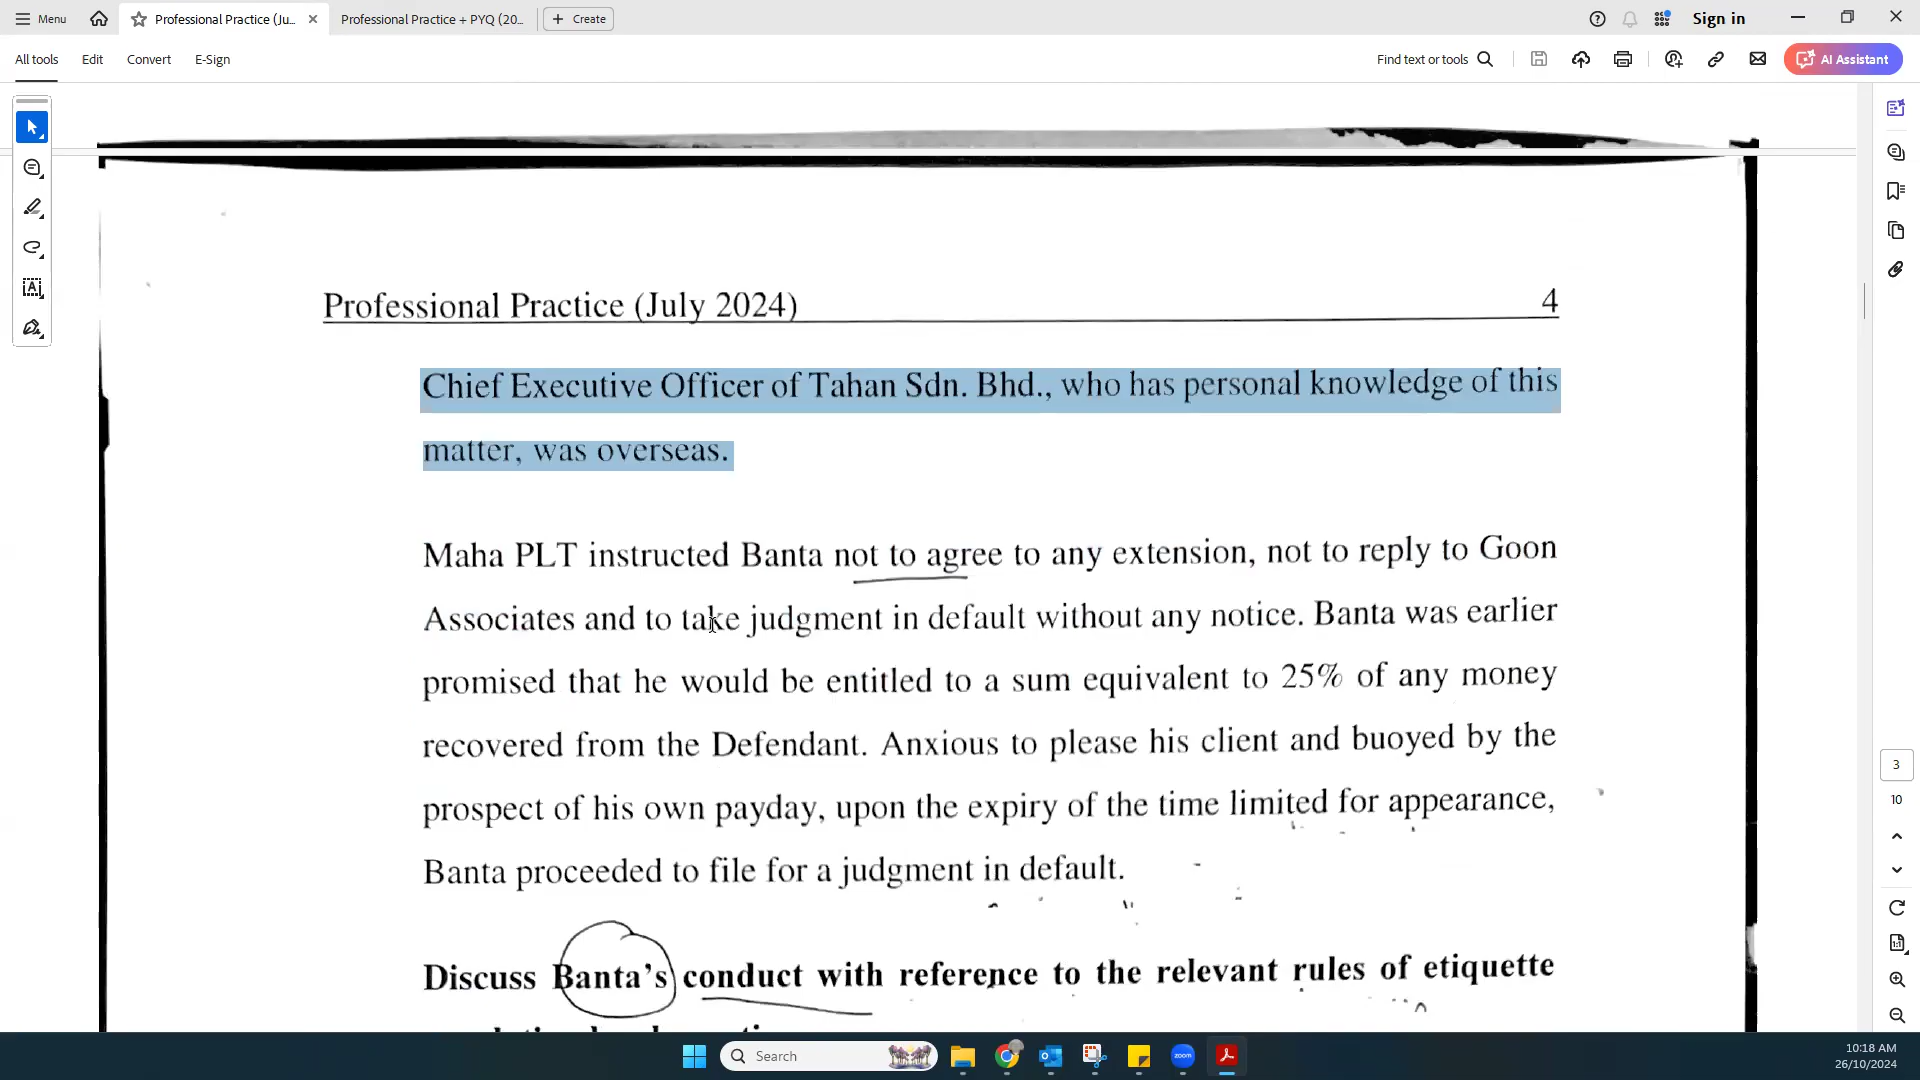 Menu
Professional Practice (Ju...
Professional Practice + PYQ (20...
Create
Sign in
All tools
Edit
Convert
E-Sign
Find text or tools
AI Assistant
Professional Practice (July 2024) 4
Chief Executive Officer of Tahan Sdn. Bhd., who has personal knowledge of this
matter, was overseas.
Maha PLT instructed Banta not to agree to any extension, not to reply to Goon
Associates and to take judgment in default without any notice. Banta was earlier
promised that he would be entitled to a sum equivalent to 25% of any money
recovered from the Defendant. Anxious to please his client and buoyed by the
prospect of his own payday, upon the expiry of the time limited for appearance,
Banta proceeded to file for a judgment in default.
Discuss Banta's conduct with reference to the relevant rules of etiquette
3
10
Search
zoom
10:18 AM
26/10/2024